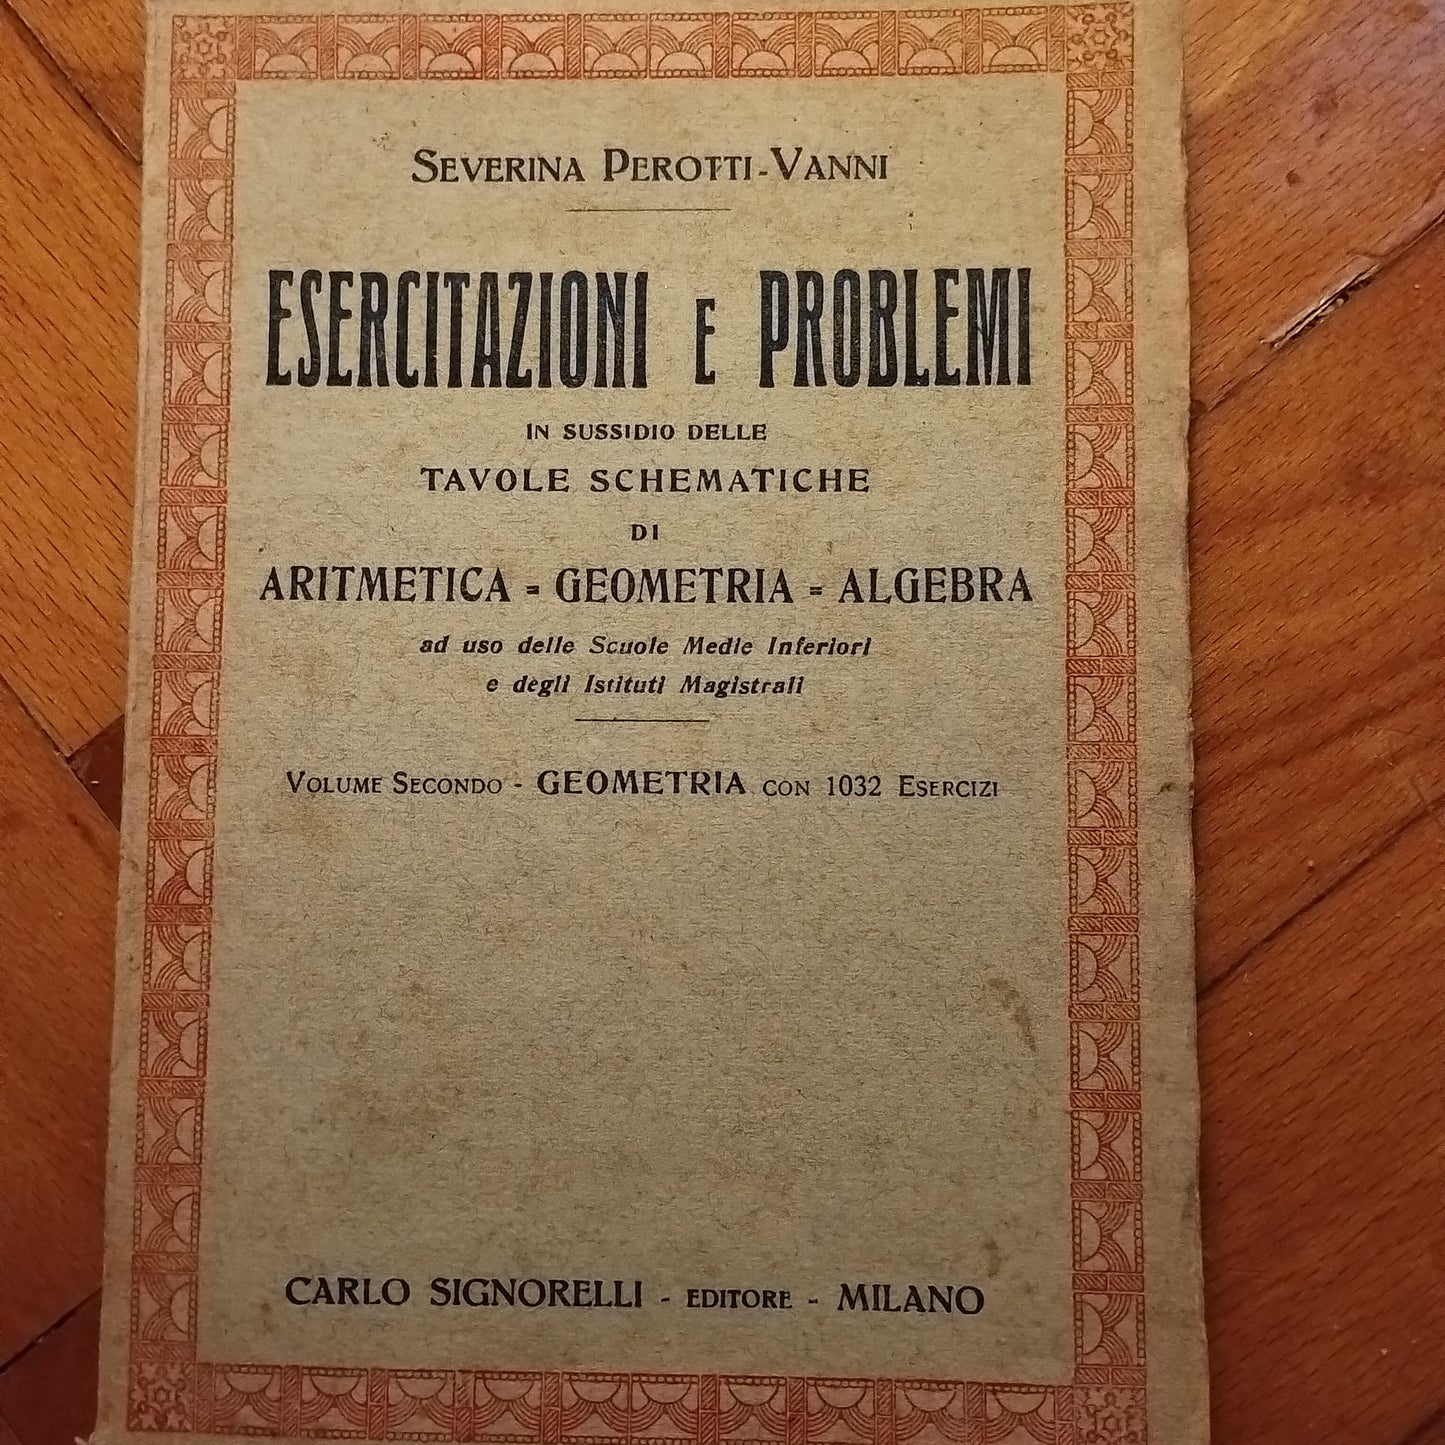 SEVERINA PEROTTI-VANNI
ESERCITAZIONI E PROBLEMI
IN SUSSIDIO DELLE
TAVOLE SCHEMATICHE
DI
ARITMETICA = GEOMETRIA = ALGEBRA
ad uso delle Scuole Medie Inferiori
e degli Istituti Magistrali
VOLUME SECONDO - GEOMETRIA CON 1032 ESERCIZI
CARLO SIGNORELLI - EDITORE - MILANO